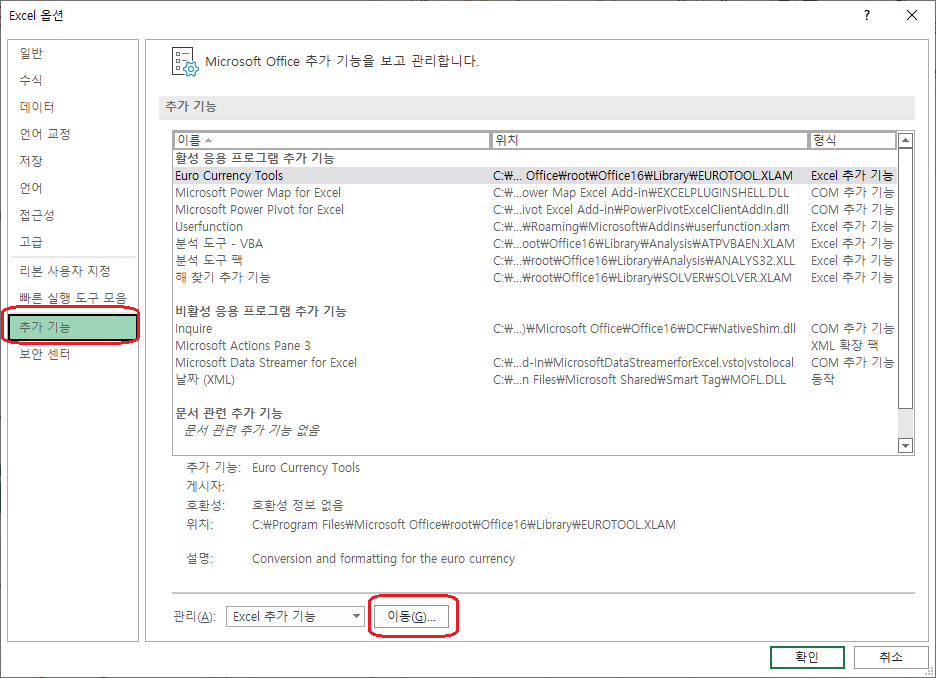 Excel 옵션 ?
일반
수식
데이터
언어 교정
저장
언어
접근성
고급
리본 사용자 지정
빠른 실행 도구 모음
추가 기능
보안 센터
Microsoft Office 추가 기능을 보고 관리합니다.
추가 기능
이름 위치 형식
활성 응용 프로그램 추가 기능
Euro Currency Tools C:₩... Office₩root₩Office16₩Library₩EUROTOOL.XLAM Excel 추가 기능
Microsoft Power Map for Excel C:₩...ower Map Excel Add-in₩EXCELPLUGINSHELL.DLL COM 추가 기능
Microsoft Power Pivot for Excel C:₩...ivot Excel Add-in₩PowerPivotExcelClientAddIn.dll COM 추가 기능
Userfunction C:₩...₩Roaming₩Microsoft₩AddIns₩userfunction.xlam Excel 추가 기능
분석 도구 - VBA C:₩...oot₩Office16₩Library₩Analysis₩ATPVBAEN.XLAM Excel 추가 기능
분석 도구 팩 C:₩...₩root₩Office16₩Library₩Analysis₩ANALYS32.XLL Excel 추가 기능
해 찾기 추가 기능 C:₩...₩root₩Office16₩Library₩SOLVER₩SOLVER.XLAM Excel 추가 기능
비활성 응용 프로그램 추가 기능
Inquire C:₩...)₩Microsoft Office₩Office16₩DCF₩NativeShim.dll COM 추가 기능
Microsoft Actions Pane 3 XML 확장 팩
Microsoft Data Streamer for Excel C:₩...d-In₩MicrosoftDataStreamerforExcel.vsto|vstolocal COM 추가 기능
날짜 (XML) C:₩...n Files₩Microsoft Shared₩Smart Tag₩MOFL.DLL 동작
문서 관련 추가 기능
문서 관련 추가 기능 없음
추가 기능: Euro Currency Tools
게시자:
호환성: 호환성 정보 없음
위치: C:₩Program Files₩Microsoft Office₩root₩Office16₩Library₩EUROTOOL.XLAM
설명: Conversion and formatting for the euro currency
관리(A): Excel 추가 기능 이동(G)...
확인 취소